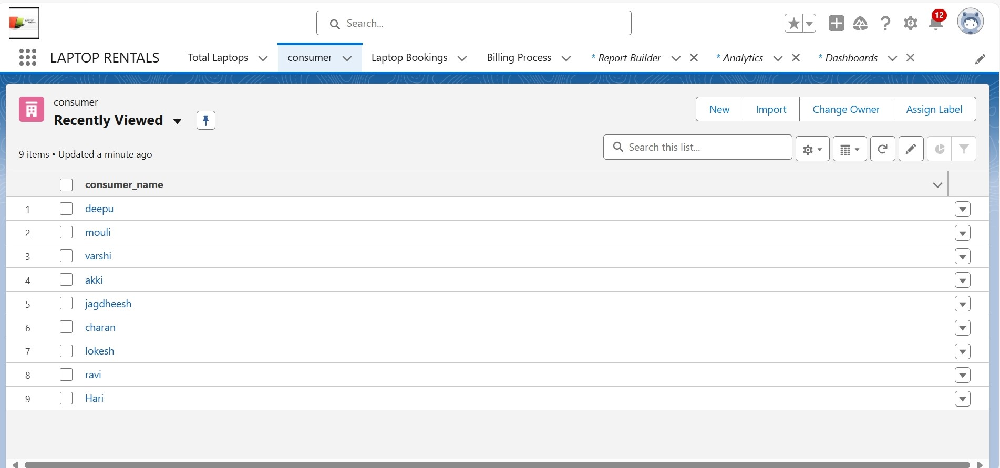 Search...
12
LAPTOP RENTALS
Total Laptops
consumer
Laptop Bookings
Billing Process
* Report Builder
* Analytics
* Dashboards
consumer
Recently Viewed
New
Import
Change Owner
Assign Label
9 items • Updated a minute ago
Search this list...
consumer_name
1 deepu
2 mouli
3 varshi
4 akki
5 jagdheesh
6 charan
7 lokesh
8 ravi
9 Hari